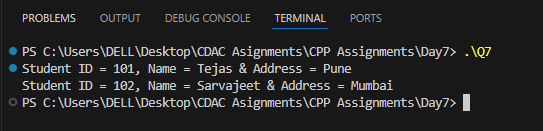 PROBLEMS OUTPUT DEBUG CONSOLE TERMINAL PORTS
PS C:\Users\DELL\Desktop\CDAC Asignments\CPP Assignments\Day7> .\Q7
Student ID = 101, Name = Tejas & Address = Pune
Student ID = 102, Name = Sarvajeet & Address = Mumbai
PS C:\Users\DELL\Desktop\CDAC Asignments\CPP Assignments\Day7>